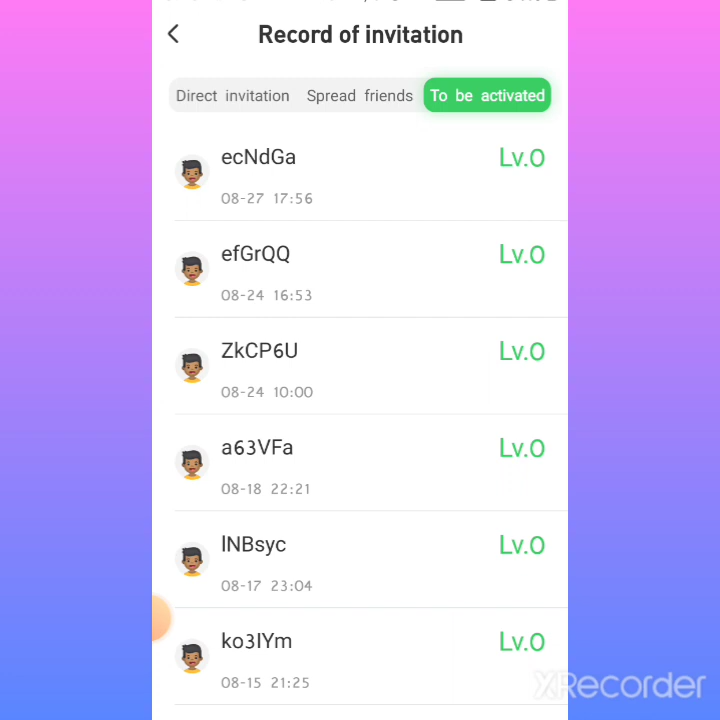 Record of invitation
Direct invitation Spread friends To be activated
ecNdGa Lv.0
08-27 17:56
efGrQQ Lv.0
08-24 16:53
ZkCP6U Lv.0
08-24 10:00
a63VFa Lv.0
08-18 22:21
lNBsyc Lv.0
08-17 23:04
ko3IYm Lv.0
08-15 21:25
XRecorder